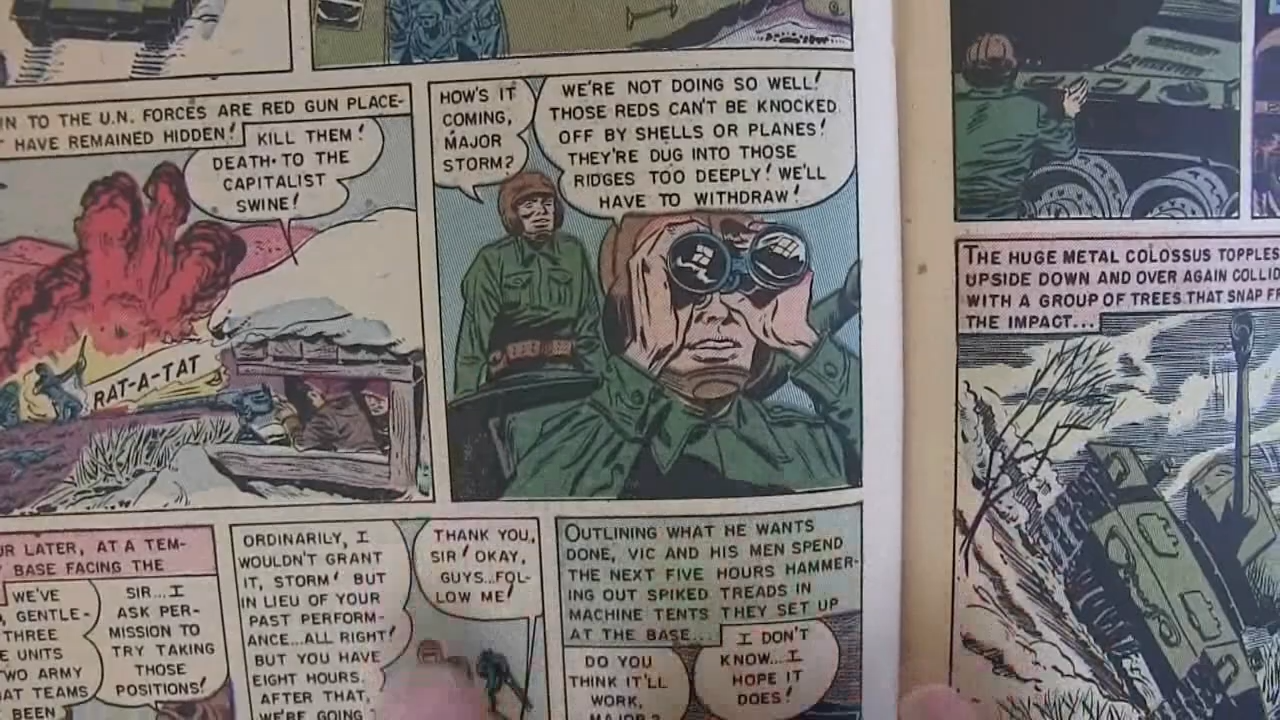 IN TO THE U.N. FORCES ARE RED GUN PLACE-
HAVE REMAINED HIDDEN!
KILL THEM!
DEATH TO THE
CAPITALIST
SWINE!
RAT-A-TAT
HOW'S IT
COMING,
MAJOR
STORM?
WE'RE NOT DOING SO WELL!
THOSE REDS CAN'T BE KNOCKED
OFF BY SHELLS OR PLANES!
THEY'RE DUG INTO THOSE
RIDGES TOO DEEPLY! WE'LL
HAVE TO WITHDRAW!
UR LATER, AT A TEM-
BASE FACING THE
WE'VE
GENTLE-
THREE
UNITS
TWO ARMY
AT TEAMS
BEEN
SIR...I
ASK PER-
MISSION TO
TRY TAKING
THOSE
POSITIONS!
ORDINARILY, I
WOULDN'T GRANT
IT, STORM! BUT
IN LIEU OF YOUR
PAST PERFORM-
ANCE...ALL RIGHT!
BUT YOU HAVE
EIGHT HOURS.
AFTER THAT,
WE'RE GOING
THANK YOU,
SIR! OKAY,
GUYS...FOL-
LOW ME!
OUTLINING WHAT HE WANTS
DONE, VIC AND HIS MEN SPEND
THE NEXT FIVE HOURS HAMMER-
ING OUT SPIKED TREADS IN
MACHINE TENTS THEY SET UP
AT THE BASE...
DO YOU
THINK IT'LL
WORK,
MAJOR?
I DON'T
KNOW...I
HOPE IT
DOES!
THE HUGE METAL COLOSSUS TOPPLES
UPSIDE DOWN AND OVER AGAIN COLLID
WITH A GROUP OF TREES THAT SNAP FR
THE IMPACT...